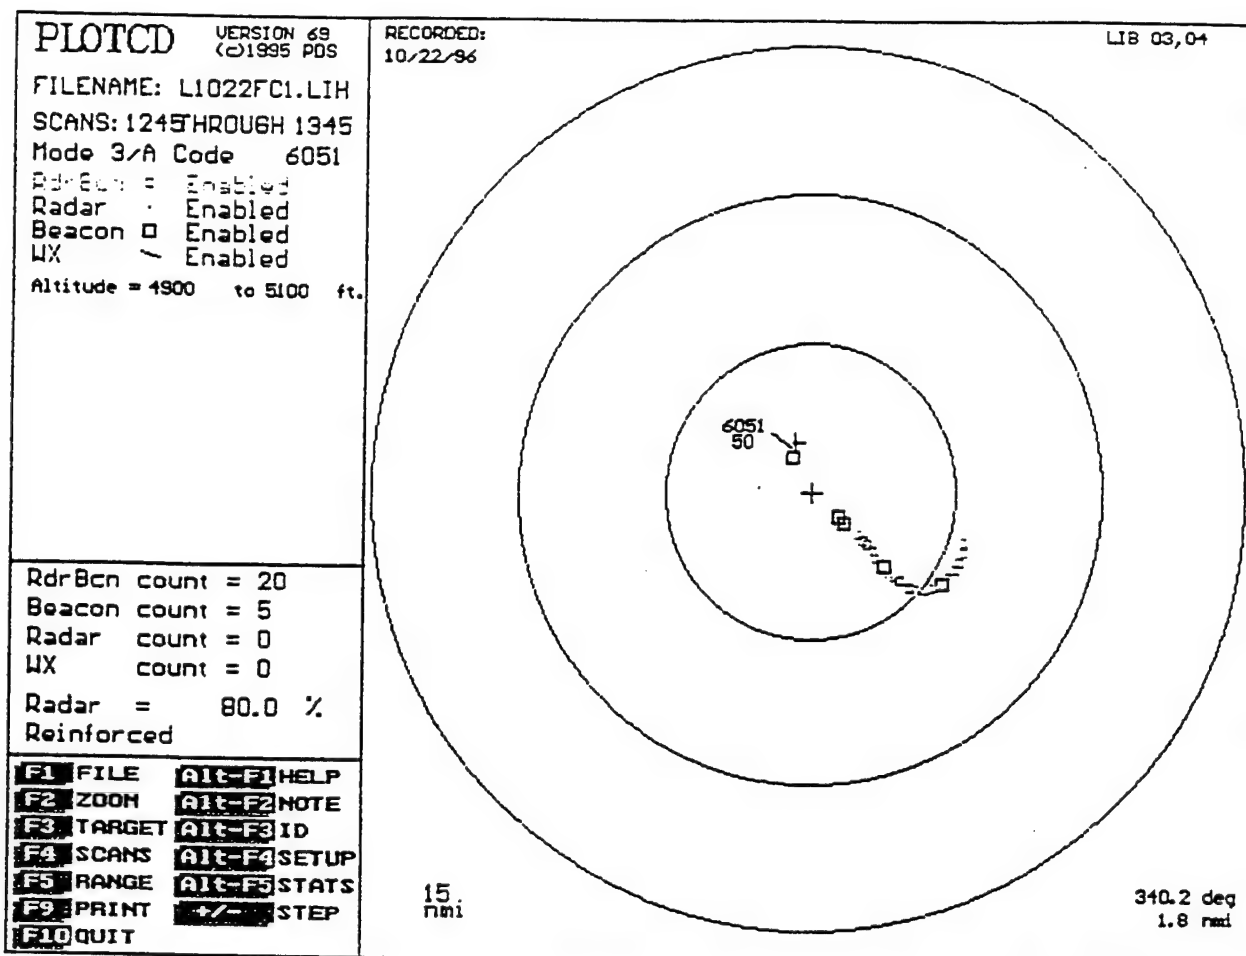 PLOTCD VERSION 69
(c)1995 PDS
FILENAME: L1022FC1.LIH
SCANS: 1245THROUGH 1345
Mode 3/A Code 6051
RdrBcn = Enabled
Radar · Enabled
Beacon □ Enabled
WX ~ Enabled
Altitude = 4900 to 5100 ft.
RdrBcn count = 20
Beacon count = 5
Radar count = 0
WX count = 0
Radar = 80.0 %
Reinforced
F1 FILE Alt-F1 HELP
F2 ZOOM Alt-F2 NOTE
F3 TARGET Alt-F3 ID
F4 SCANS Alt-F4 SETUP
F5 RANGE Alt-F5 STATS
F9 PRINT +/- STEP
F10 QUIT
RECORDED:
10/22/96
LIB 03,04
6051
50
15.
nmi
340.2 deg
1.8 nmi